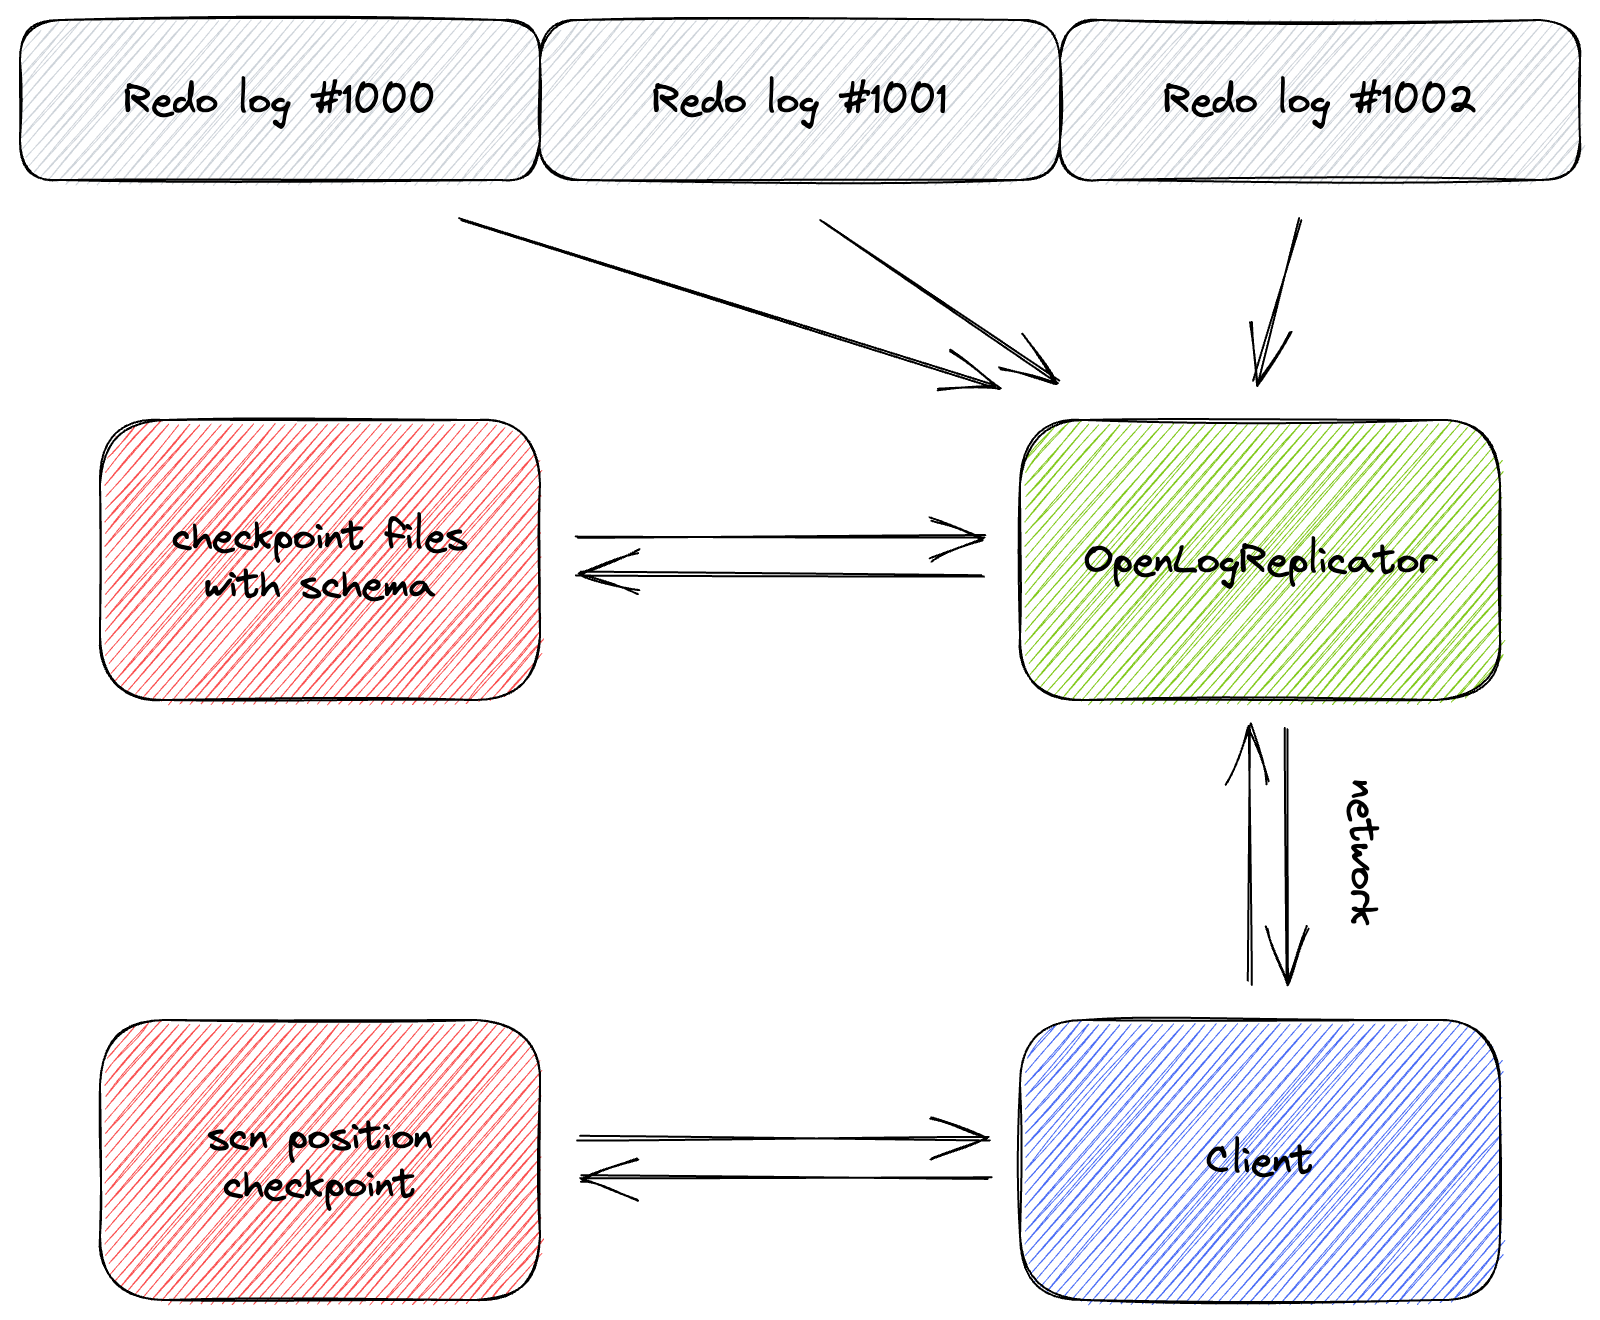 Redo log #1000
Redo log #1001
Redo log #1002
checkpoint files
with schema
OpenLogReplicator
network
scn position
checkpoint
Client